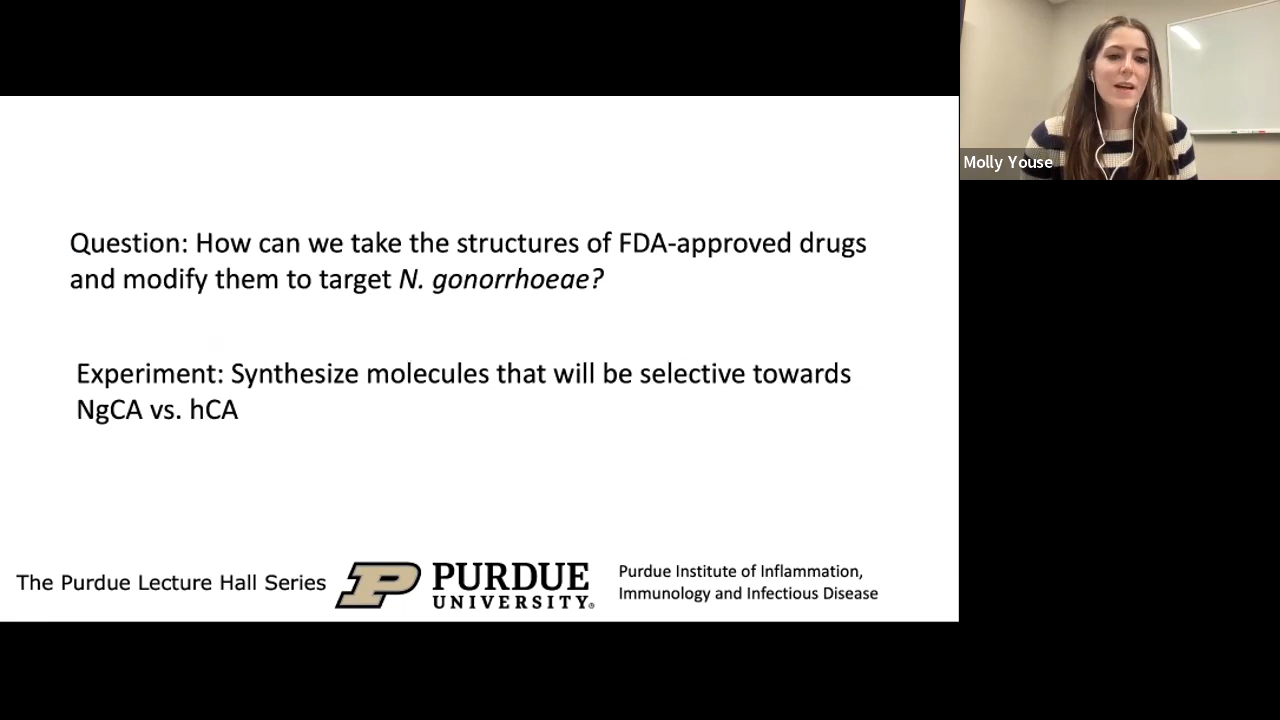 Molly Youse
Question: How can we take the structures of FDA-approved drugs
and modify them to target N. gonorrhoeae?
Experiment: Synthesize molecules that will be selective towards
NgCA vs. hCA
The Purdue Lecture Hall Series
P
PURDUE
UNIVERSITY®
Purdue Institute of Inflammation,
Immunology and Infectious Disease